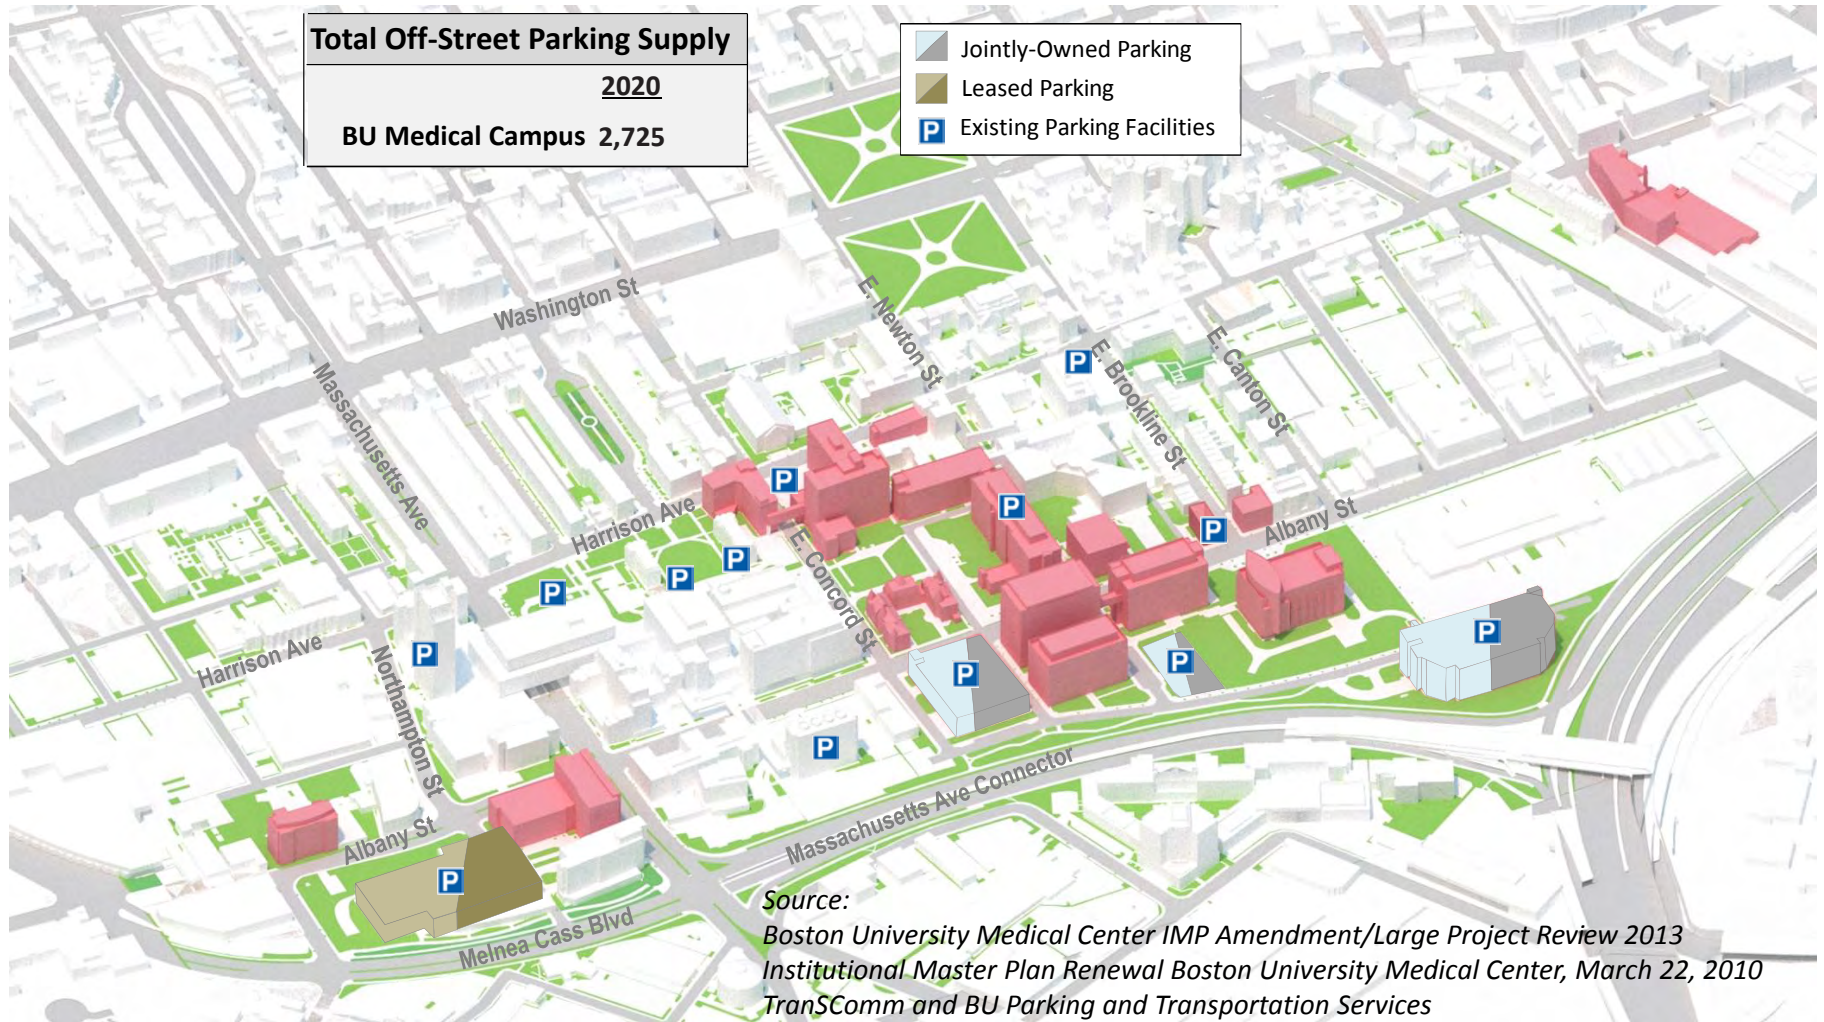 Total Off-Street Parking Supply
2020
BU Medical Campus 2,725
Jointly-Owned Parking
Leased Parking
P Existing Parking Facilities
Washington St
E. Newton St
Massachusetts Ave
E. Brookline St
E. Canton St
P
P
P
Harrison Ave
Albany St
P
E. Concord St
P
P
P
Harrison Ave
P
P
P
P
Northampton St
P
Massachusetts Ave Connector
Albany St
P
Melnea Cass Blvd
Source:
Boston University Medical Center IMP Amendment/Large Project Review 2013
Institutional Master Plan Renewal Boston University Medical Center, March 22, 2010
TranSComm and BU Parking and Transportation Services